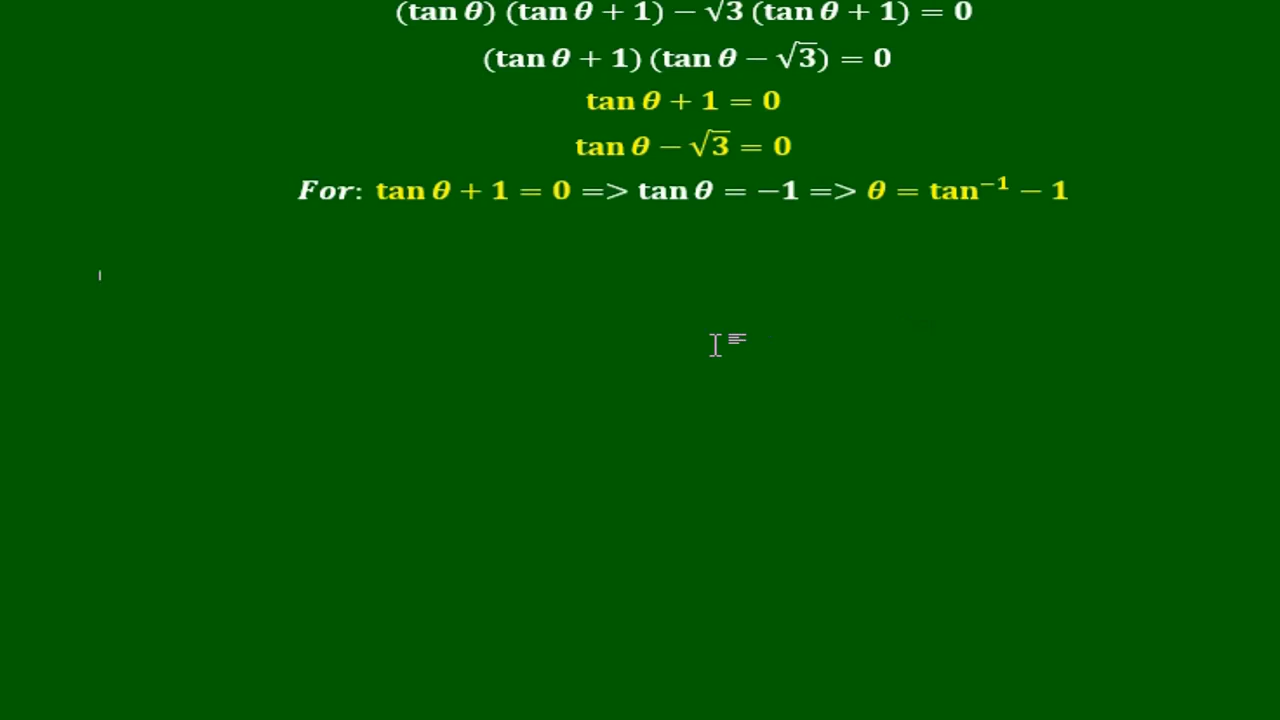 (tan θ) (tan θ + 1) − √3 (tan θ + 1) = 0
(tan θ + 1) (tan θ − √3) = 0
tan θ + 1 = 0
tan θ − √3 = 0
For: tan θ + 1 = 0 => tan θ = −1 => θ = tan⁻¹ − 1